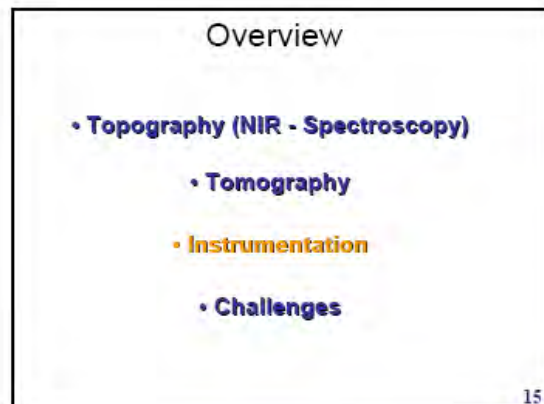 Overview
• Topography (NIR - Spectroscopy)
• Tomography
• Instrumentation
• Challenges
15